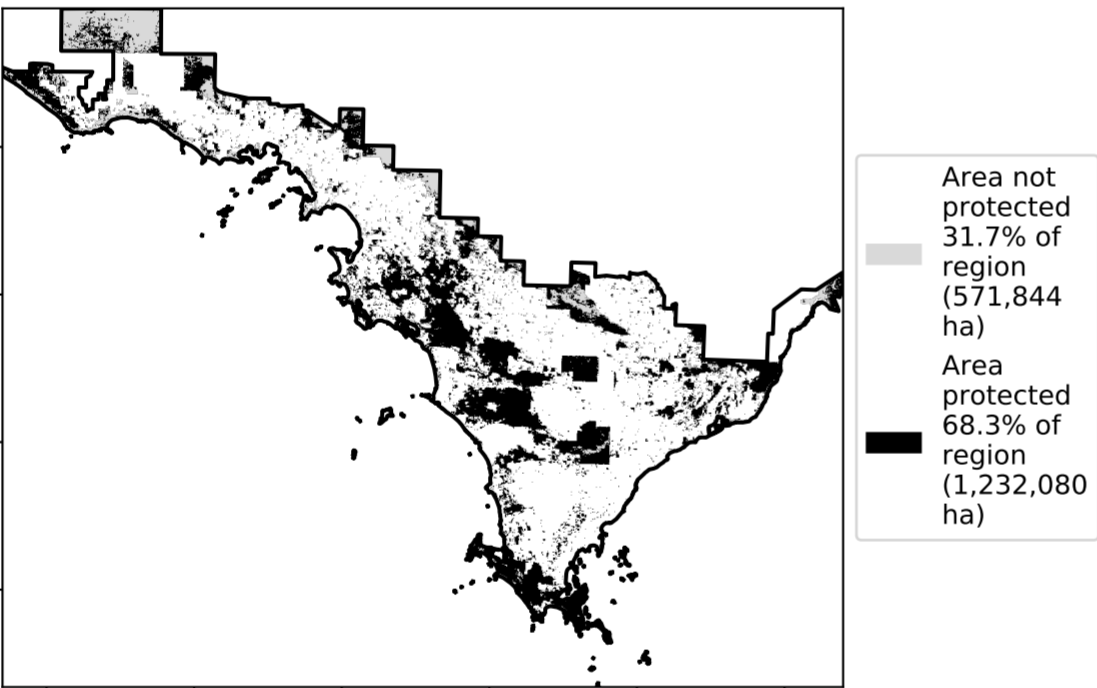 Area not
protected
31.7% of
region
(571,844
ha)
Area
protected
68.3% of
region
(1,232,080
ha)